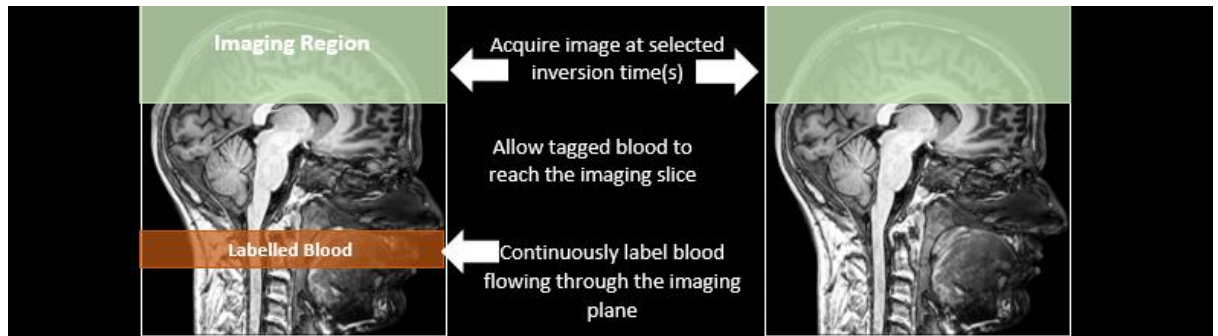 Imaging Region
Acquire image at selected
inversion time(s)
Allow tagged blood to
reach the imaging slice
Labelled Blood
Continuously label blood
flowing through the imaging
plane